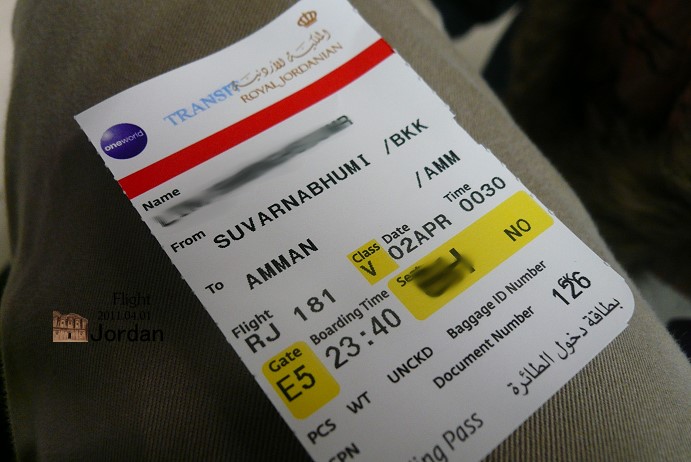 الملكية الأردنية
TRANSIT ROYAL JORDANIAN
oneworld
Name
From SUVARNABHUMI /BKK
To AMMAN /AMM
Flight Class Date Time
RJ 181 V 02APR 0030
Gate Boarding Time Seat
E5 23:40 NO
PCS WT UNCKD Baggage ID Number
Document Number 126
بطاقة دخول الطائرة
ing Pass
Flight
2011.04.01
Jordan